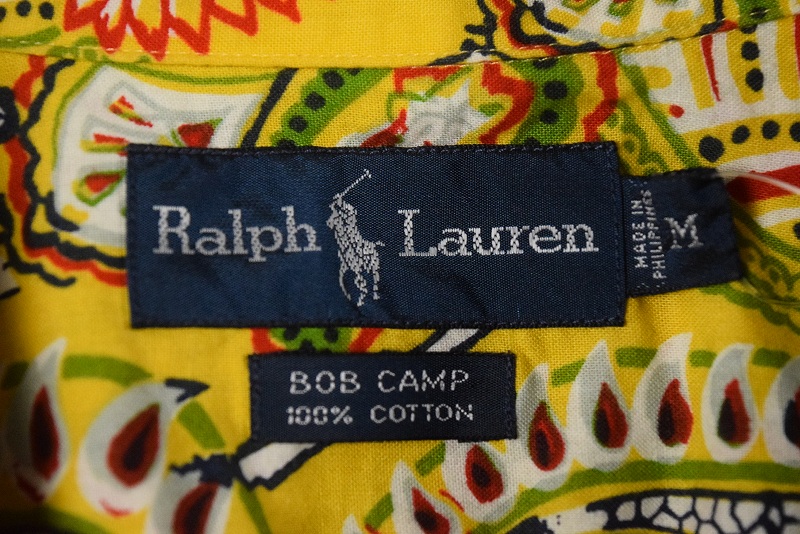 Ralph Lauren
MADE IN
PHILIPPINES
M
BOB CAMP
100% COTTON